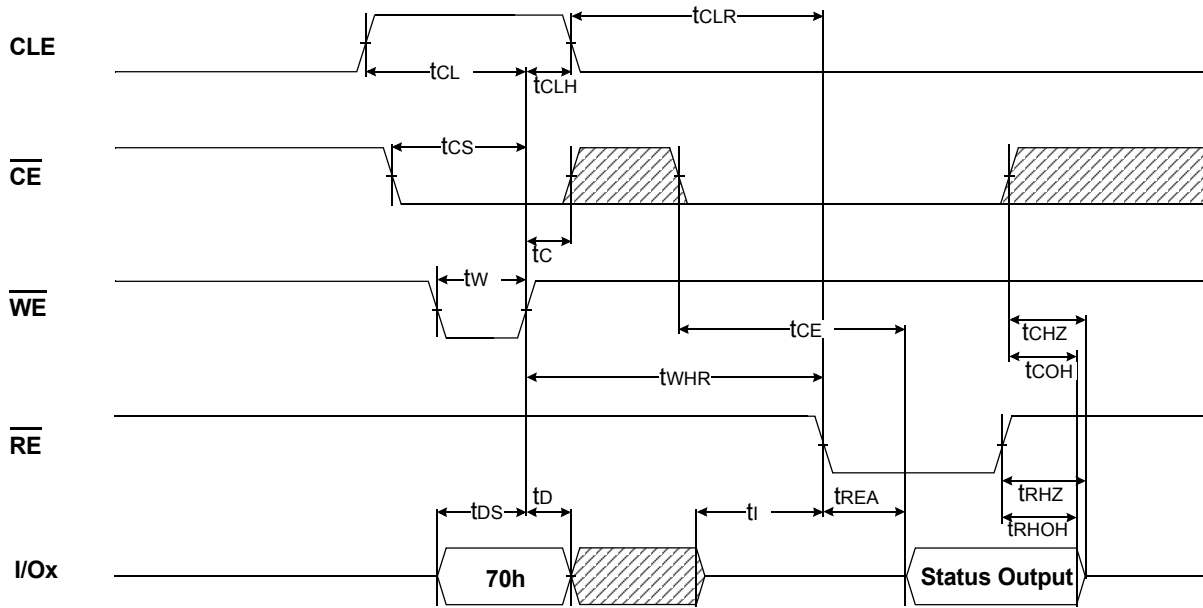 CLE
tCLR
tCL
tCLH
CE
tCS
tC
WE
tW
tCE
tCHZ
tCOH
tWHR
RE
tDS
tD
tI
tREA
tRHZ
tRHOH
I/Ox
70h
Status Output